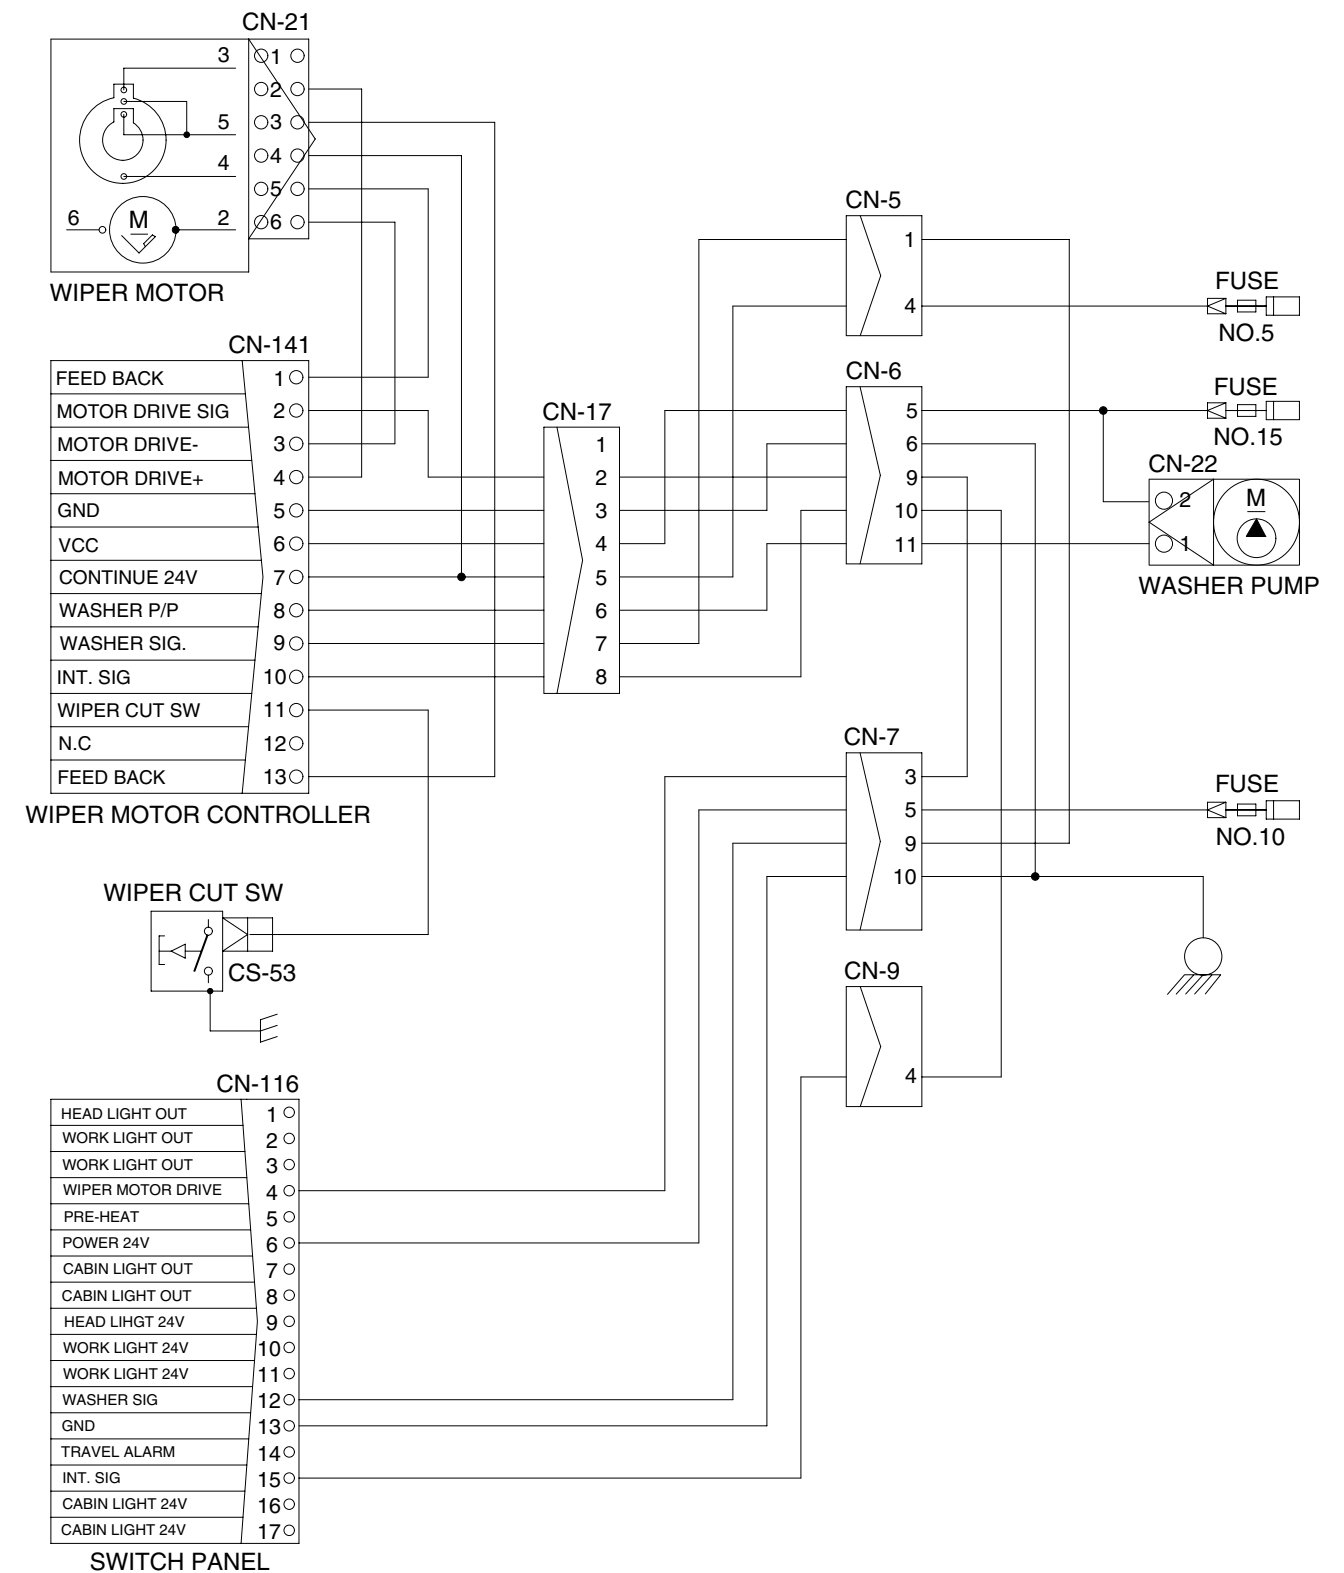 CN-21
1
2
3
4
5
6
3
5
4
6
M
2
WIPER MOTOR
CN-141
FEED BACK 1
MOTOR DRIVE SIG 2
MOTOR DRIVE- 3
MOTOR DRIVE+ 4
GND 5
VCC 6
CONTINUE 24V 7
WASHER P/P 8
WASHER SIG. 9
INT. SIG 10
WIPER CUT SW 11
N.C 12
FEED BACK 13
WIPER MOTOR CONTROLLER
WIPER CUT SW
CS-53
CN-116
HEAD LIGHT OUT 1
WORK LIGHT OUT 2
WORK LIGHT OUT 3
WIPER MOTOR DRIVE 4
PRE-HEAT 5
POWER 24V 6
CABIN LIGHT OUT 7
CABIN LIGHT OUT 8
HEAD LIHGT 24V 9
WORK LIGHT 24V 10
WORK LIGHT 24V 11
WASHER SIG 12
GND 13
TRAVEL ALARM 14
INT. SIG 15
CABIN LIGHT 24V 16
CABIN LIGHT 24V 17
SWITCH PANEL
CN-17
1
2
3
4
5
6
7
8
CN-5
1
4
CN-6
5
6
9
10
11
CN-7
3
5
9
10
CN-9
4
FUSE
NO.5
FUSE
NO.15
CN-22
2
1
M
WASHER PUMP
FUSE
NO.10